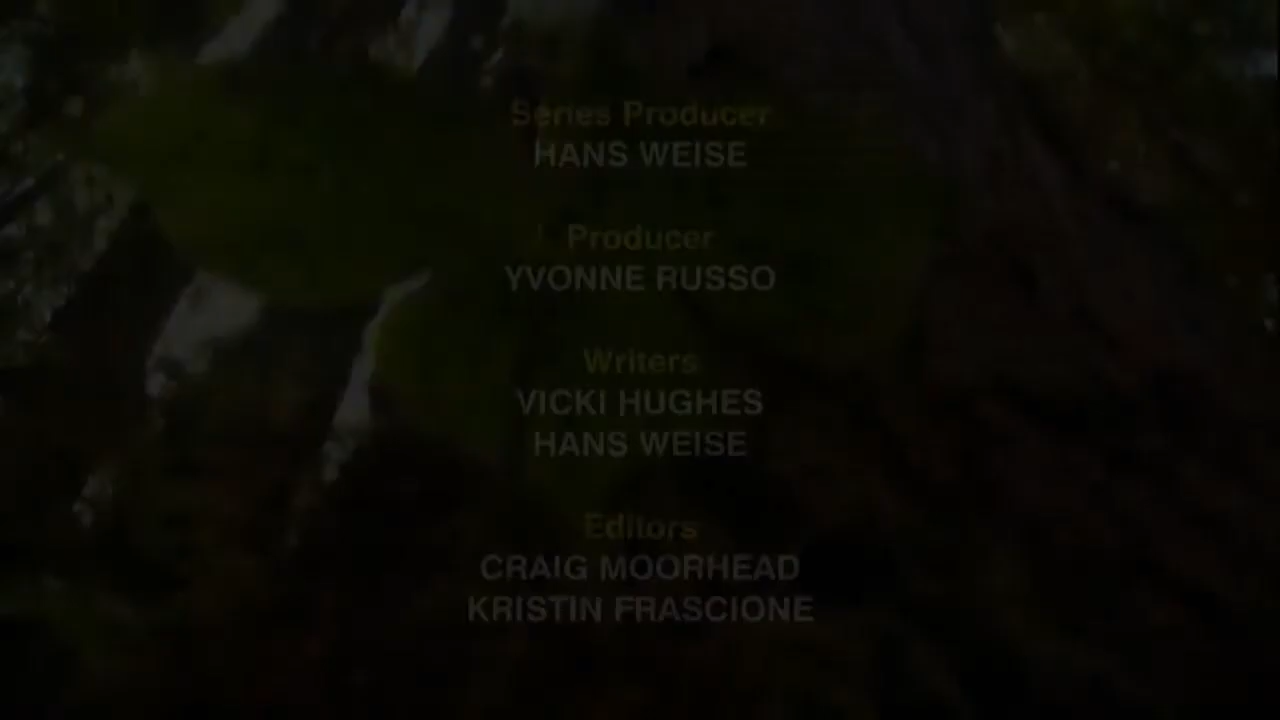 Series Producer
HANS WEISE
Producer
YVONNE RUSSO
Writers
VICKI HUGHES
HANS WEISE
Editors
CRAIG MOORHEAD
KRISTIN FRASCIONE